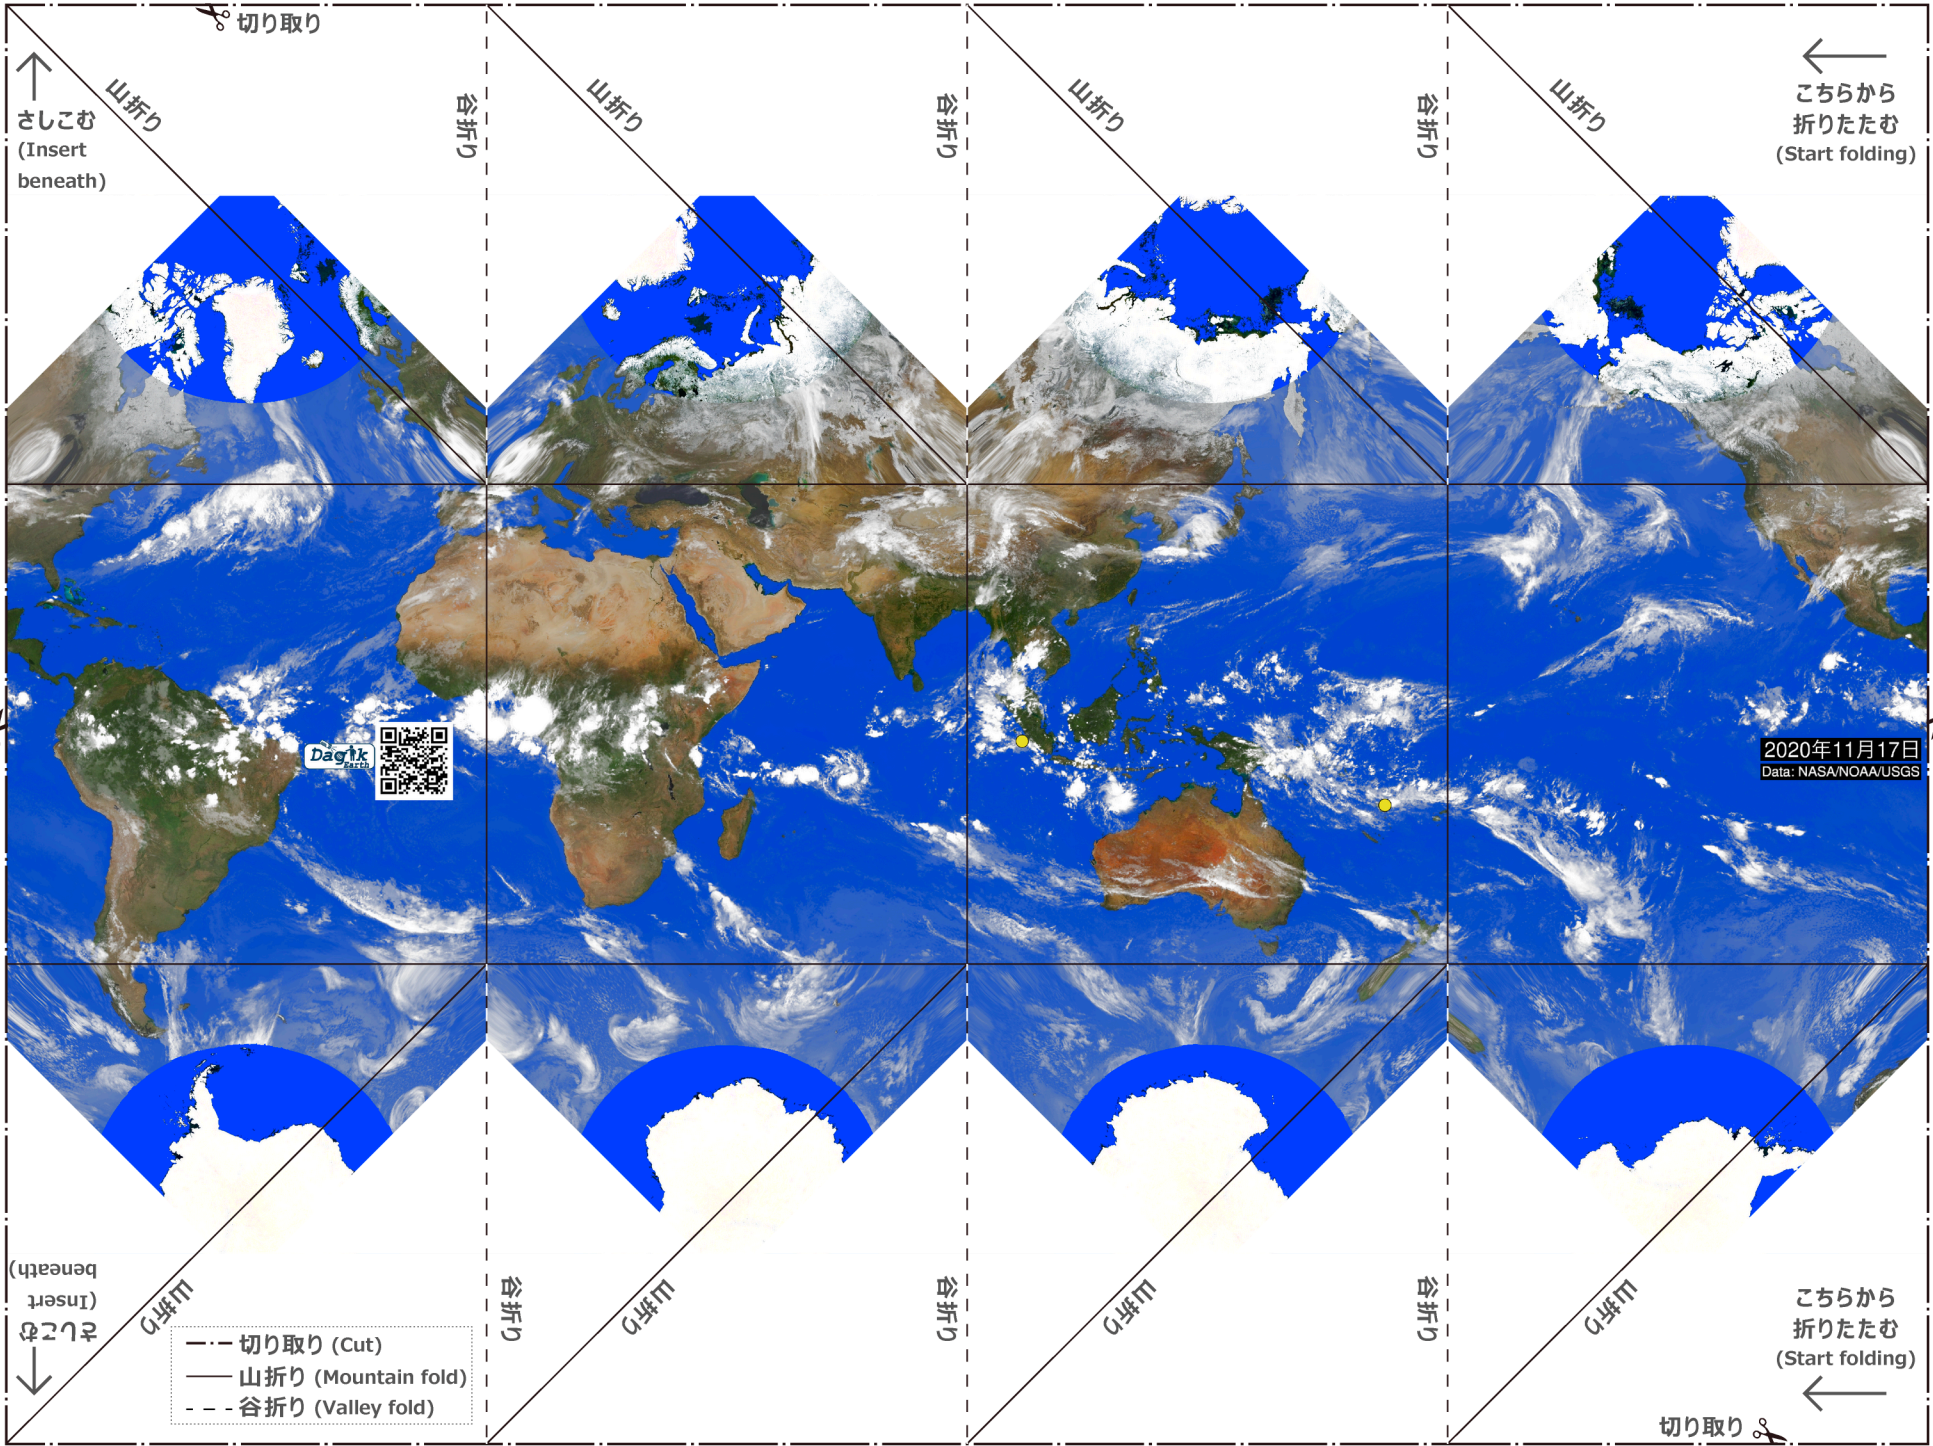 切り取り
さしこむ
(Insert
beneath)
山折り
谷折り
山折り
谷折り
山折り
谷折り
山折り
こちらから
折りたたむ
(Start folding)
Dagik
Earth
2020年11月17日
Data: NASA/NOAA/USGS
さしこむ
(Insert
beneath)
山折り
谷折り
山折り
谷折り
山折り
谷折り
山折り
こちらから
折りたたむ
(Start folding)
切り取り (Cut)
山折り (Mountain fold)
谷折り (Valley fold)
切り取り